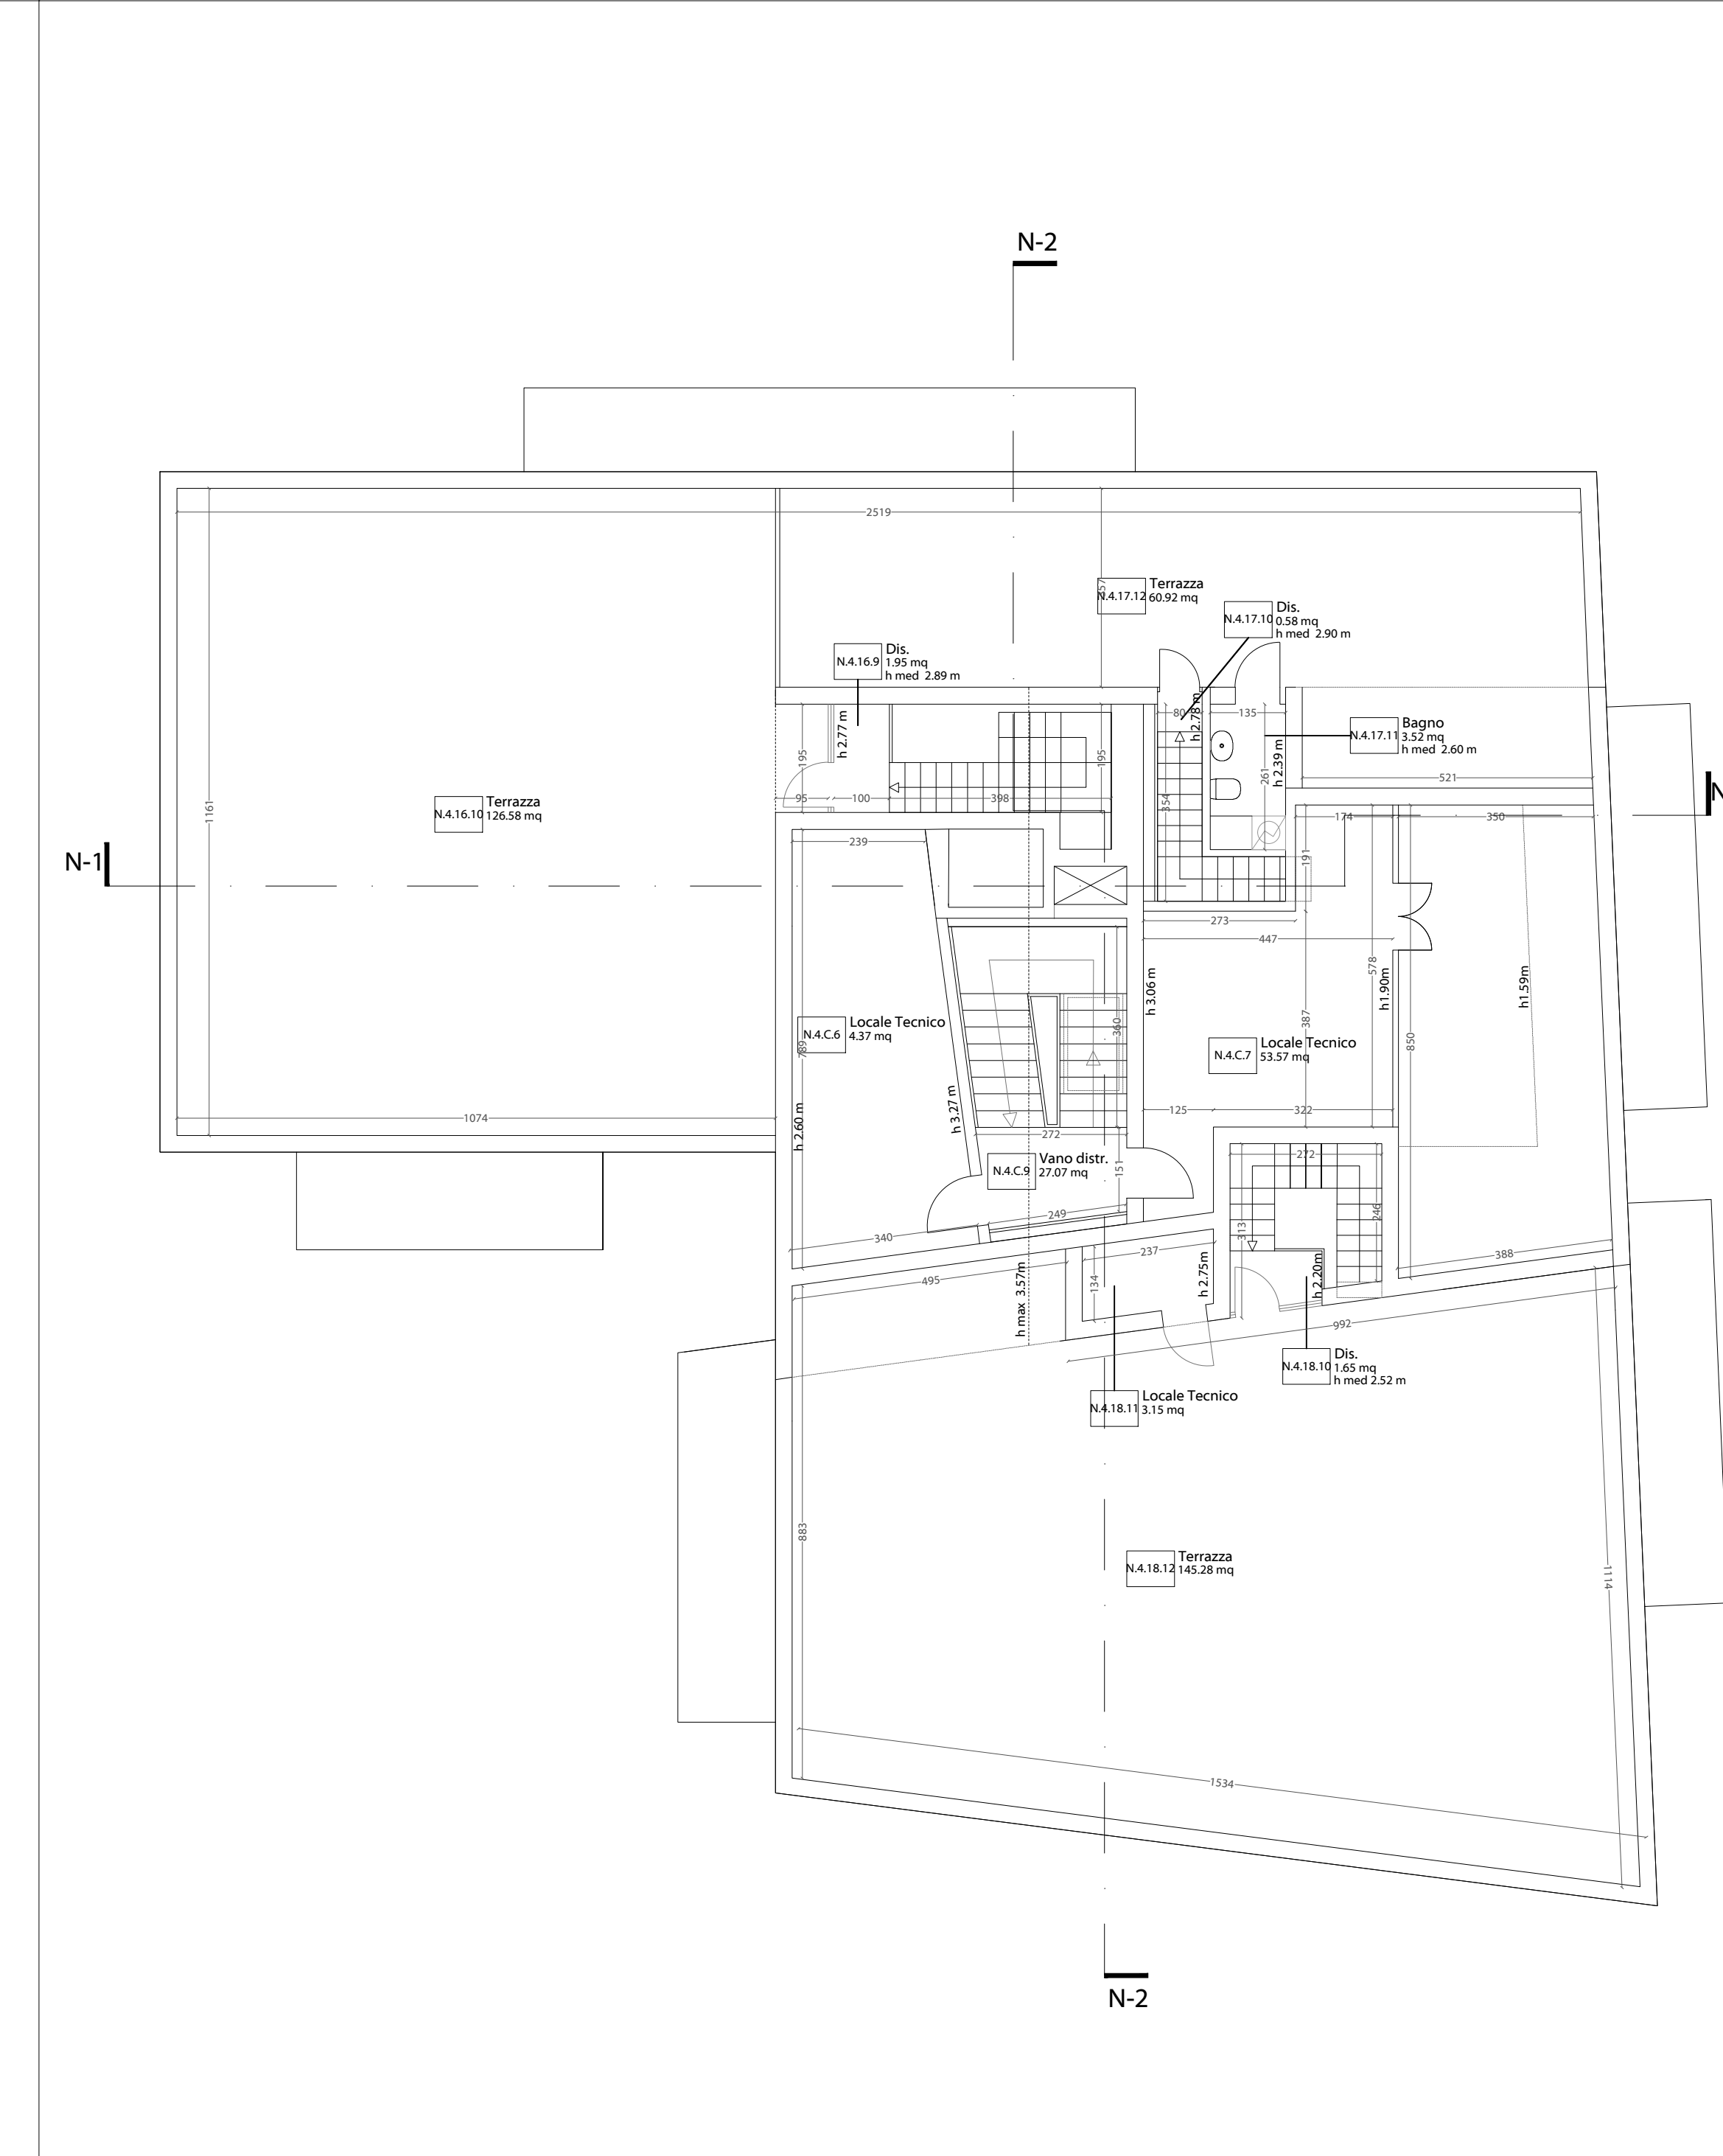 N-2
2519
N.4.17.12
Terrazza
60.92 mq
N.4.17.10
Dis.
0.58 mq
h med 2.90 m
N.4.16.9
Dis.
1.95 mq
h med 2.89 m
h 2.77 m
195
95
100
398
195
80
h 2.78 m
135
354
261
h 2.39 m
N.4.17.11
Bagno
3.52 mq
h med 2.60 m
521
1161
N.4.16.10
Terrazza
126.58 mq
174
350
N-1
N
239
191
273
447
578
h1.90m
h1.59m
h 3.06 m
360
387
850
N.4.C.6
Locale Tecnico
4.37 mq
789
N.4.C.7
Locale Tecnico
53.57 mq
1074
h 2.60 m
h 3.27 m
125
322
272
N.4.C.9
Vano distr.
27.07 mq
151
272
249
340
313
246
237
388
495
134
h max 3.57m
h 2.75m
h 2.20m
992
N.4.18.10
Dis.
1.65 mq
h med 2.52 m
N.4.18.11
Locale Tecnico
3.15 mq
883
N.4.18.12
Terrazza
145.28 mq
1114
1534
N-2